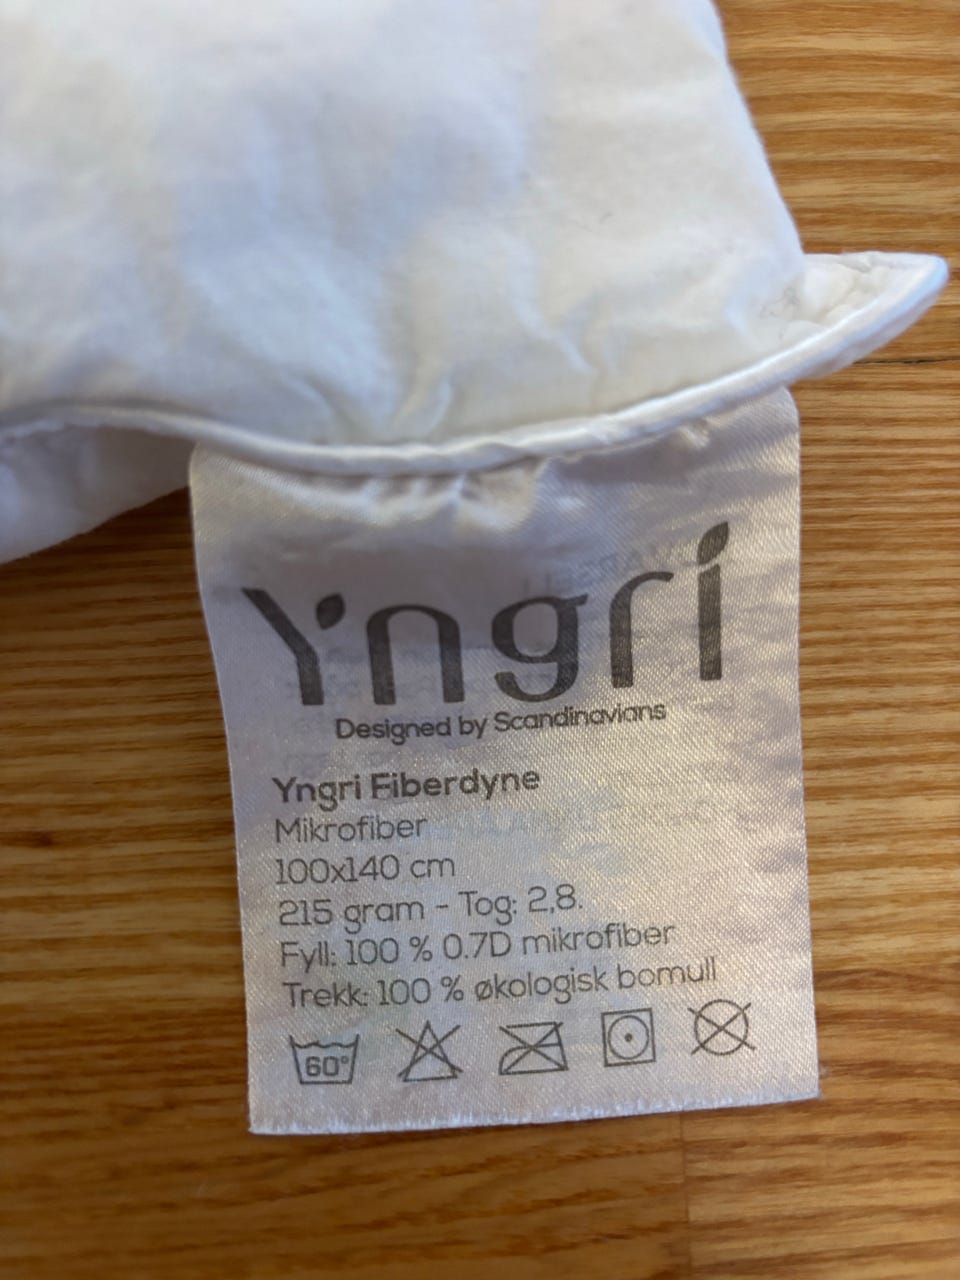 Yngri
Designed by Scandinavians
Yngri Fiberdyne
Mikrofiber
100x140 cm
215 gram - Tog: 2,8.
Fyll: 100 % 0.7D mikrofiber
Trekk: 100 % økologisk bomull
60°